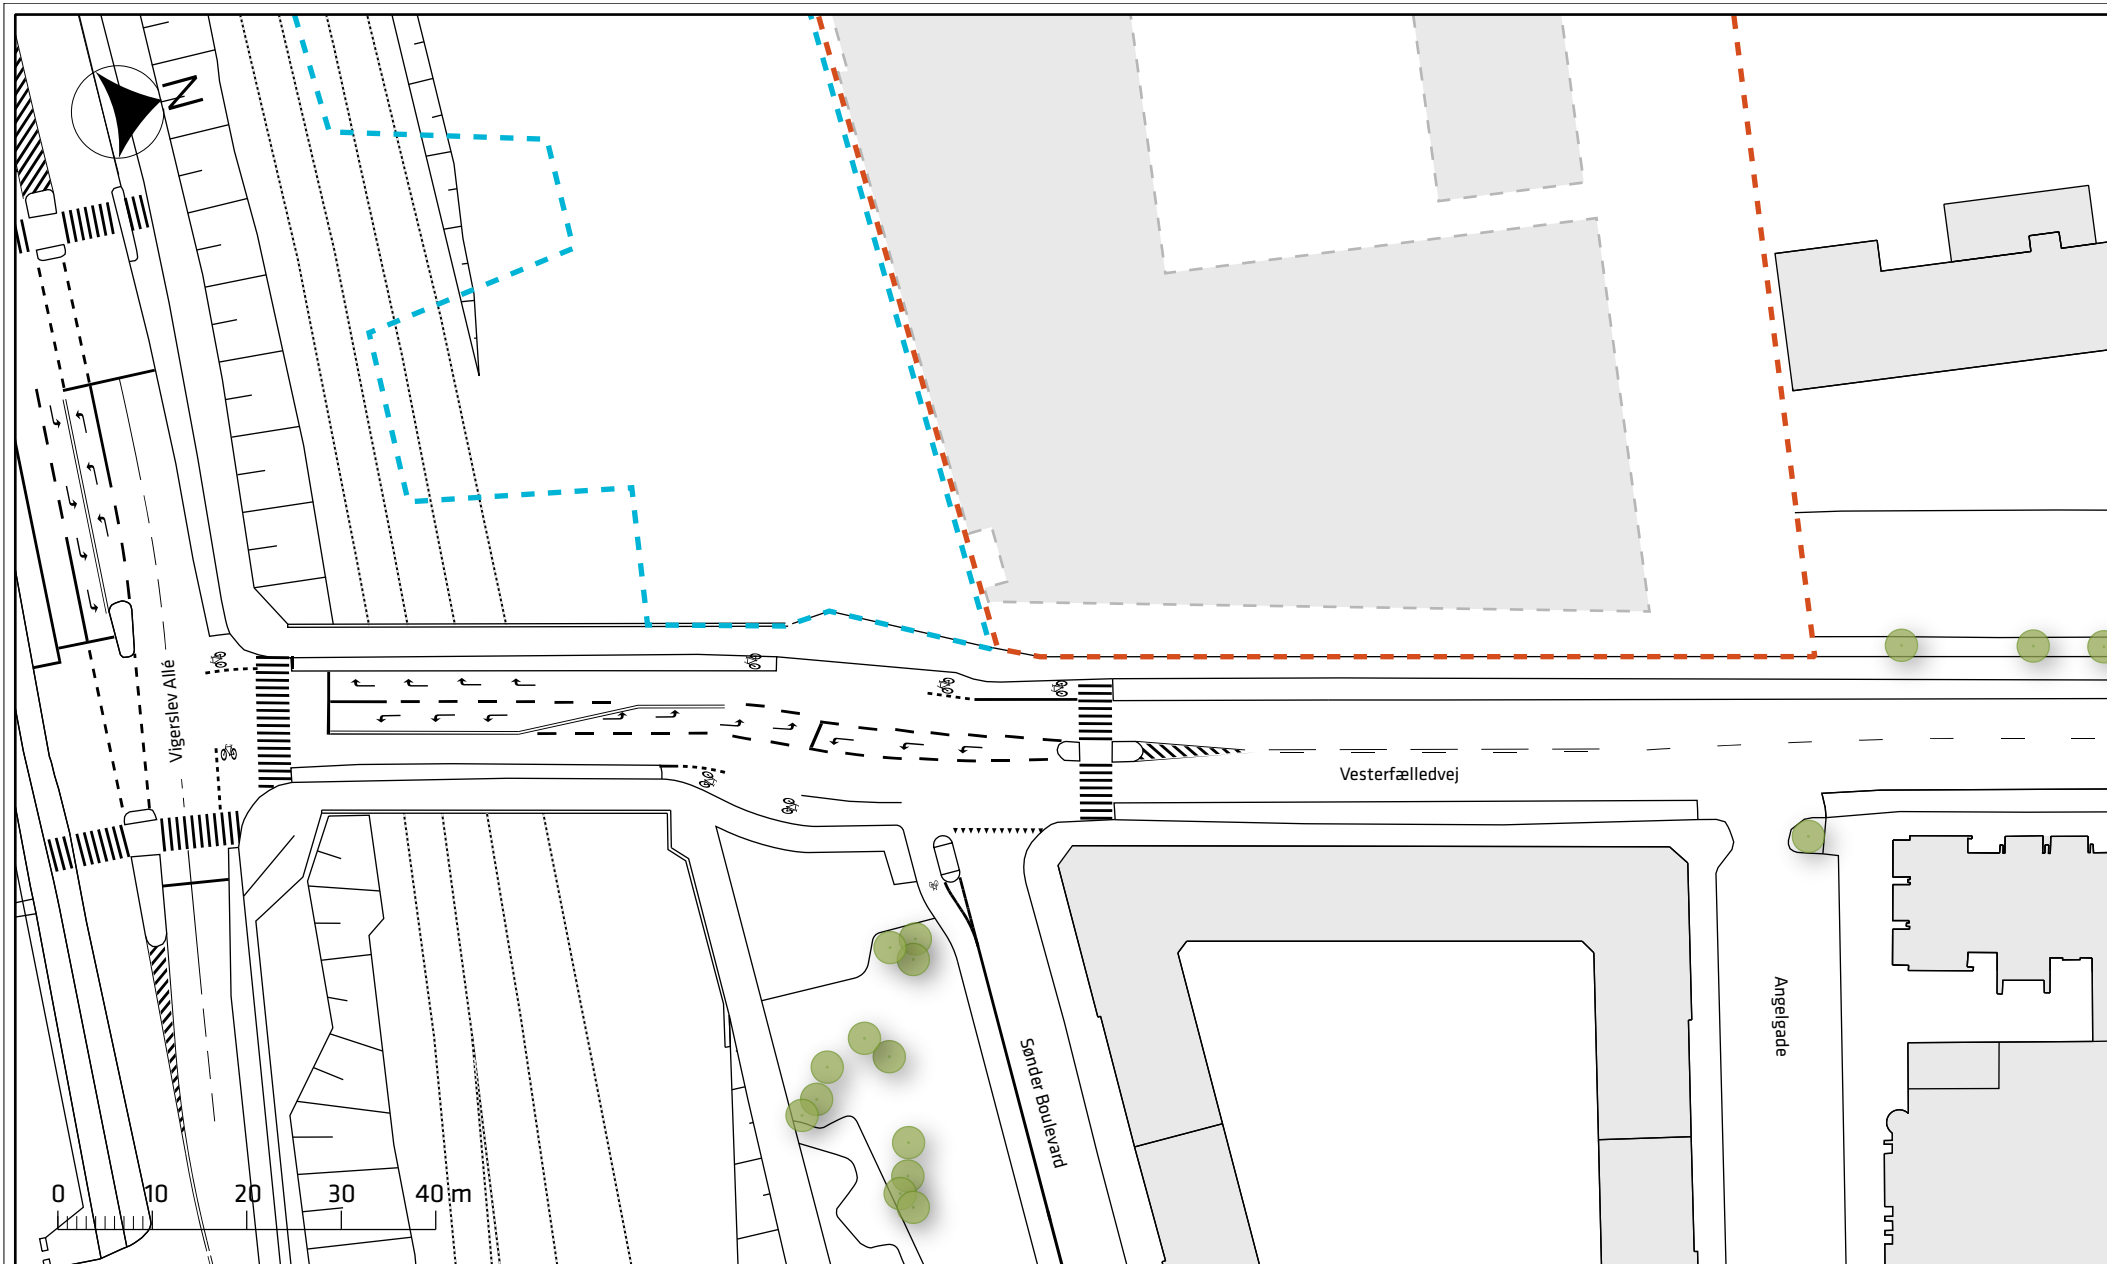 N
Vigerslev Allé
Vesterfælledvej
Angelgade
Sønder Boulevard
0 10 20 30 40 m